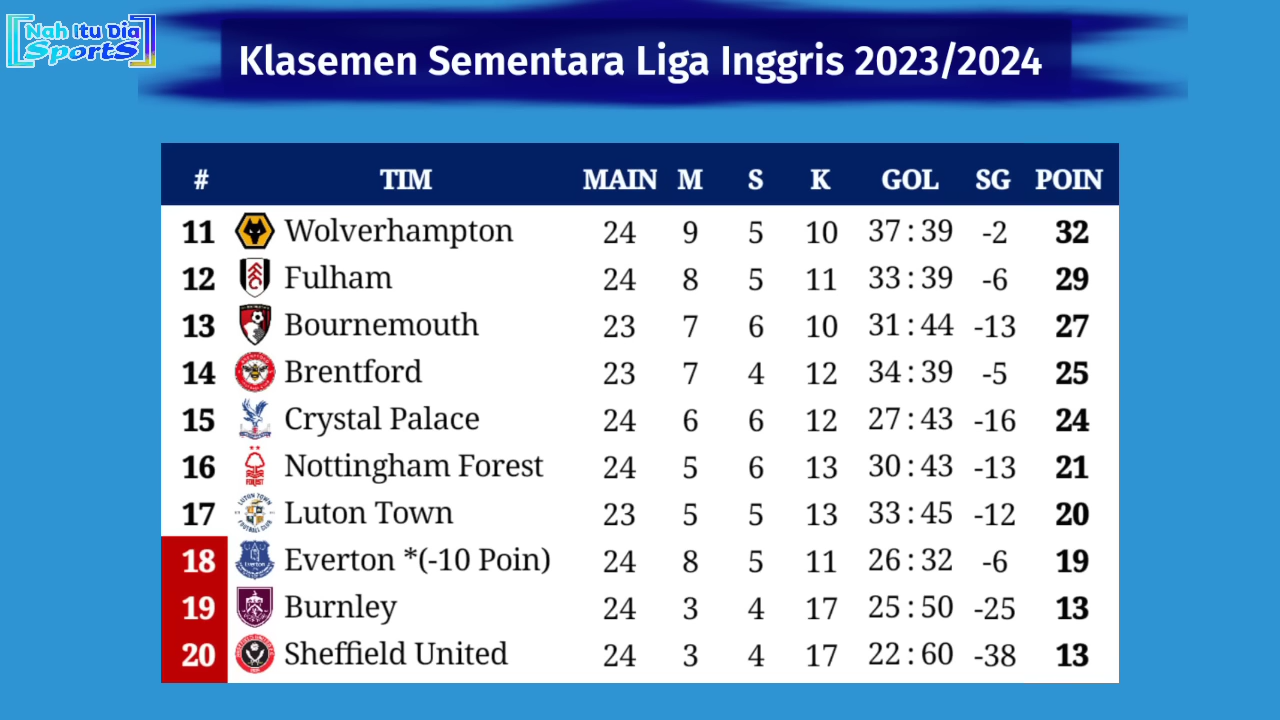 Nah Itu Dia
Sports
Klasemen Sementara Liga Inggris 2023/2024
# TIM MAIN M S K GOL SG POIN
11 Wolverhampton 24 9 5 10 37:39 -2 32
12 Fulham 24 8 5 11 33:39 -6 29
13 Bournemouth 23 7 6 10 31:44 -13 27
14 Brentford 23 7 4 12 34:39 -5 25
15 Crystal Palace 24 6 6 12 27:43 -16 24
16 Nottingham Forest 24 5 6 13 30:43 -13 21
17 Luton Town 23 5 5 13 33:45 -12 20
18 Everton *(-10 Poin) 24 8 5 11 26:32 -6 19
19 Burnley 24 3 4 17 25:50 -25 13
20 Sheffield United 24 3 4 17 22:60 -38 13